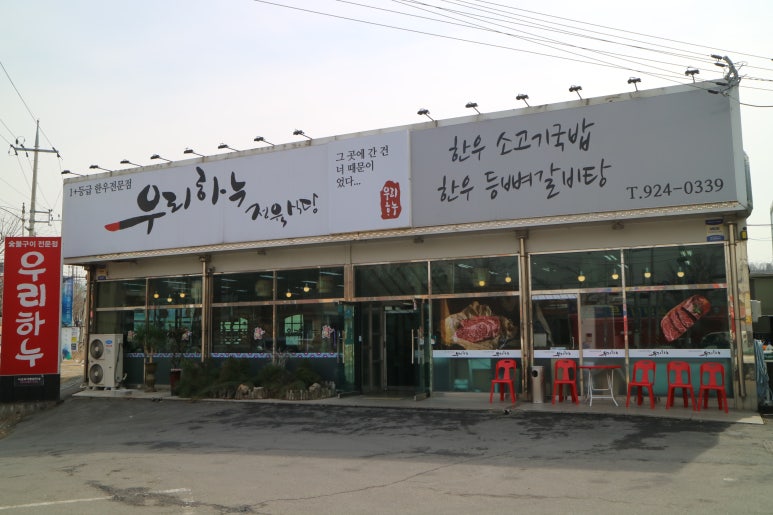 1+등급 한우전문점
우리하누 정육식당
그 곳에 간 건
너 때문이
었다...
우리
하누
한우 소고기국밥
한우 등뼈갈비탕
T.924-0339
숯불구이 전문점
우리하누